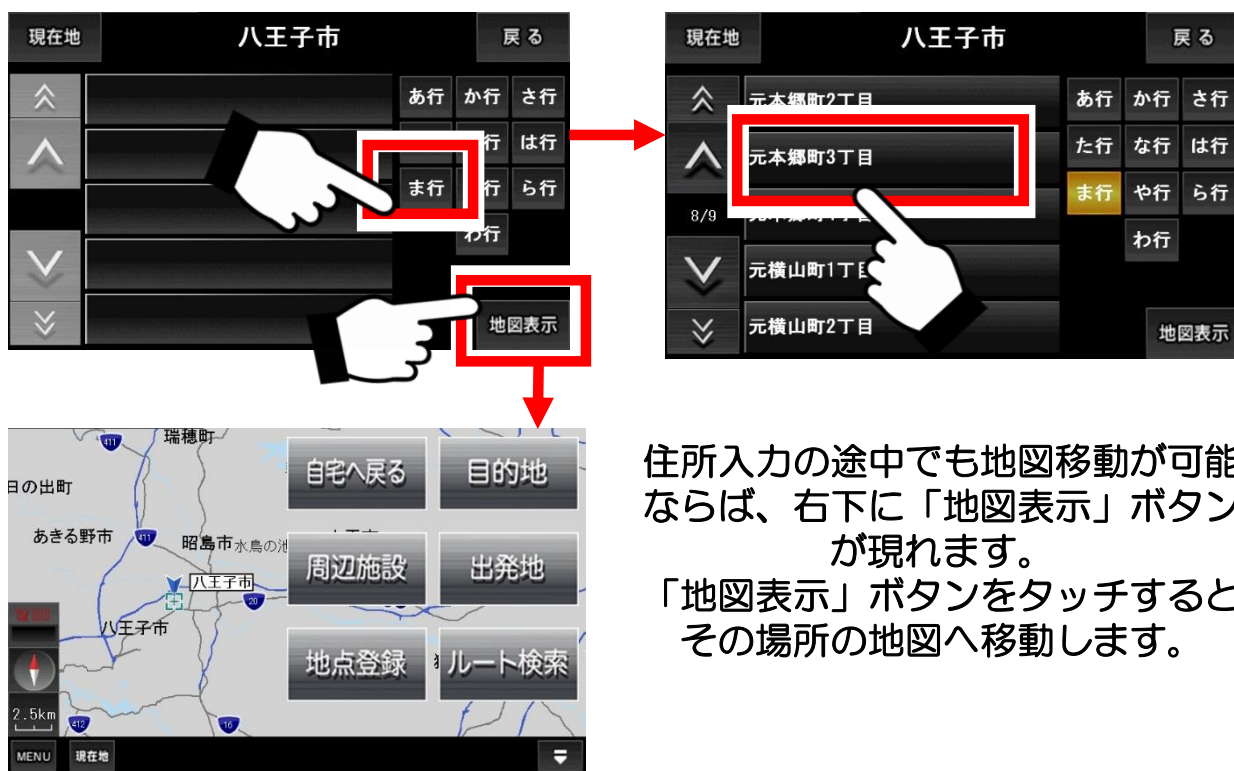 現在地
八王子市
戻る
あ行 か行 さ行
行 は行
ま行 行 ら行
わ行
地図表示
現在地
八王子市
戻る
元本郷町2丁目
元本郷町3丁目
元横山町1丁目
元横山町2丁目
8/9
あ行 か行 さ行
た行 な行 は行
ま行 や行 ら行
わ行
地図表示
411
瑞穂町
日の出町
あきる野市
411
昭島市
水鳥の池
八王子市
20
八王子市
2.5km
412
16
自宅へ戻る
目的地
周辺施設
出発地
地点登録
ルート検索
MENU
現在地
住所入力の途中でも地図移動が可能
ならば、右下に「地図表示」ボタン
が現れます。
「地図表示」ボタンをタッチすると
その場所の地図へ移動します。